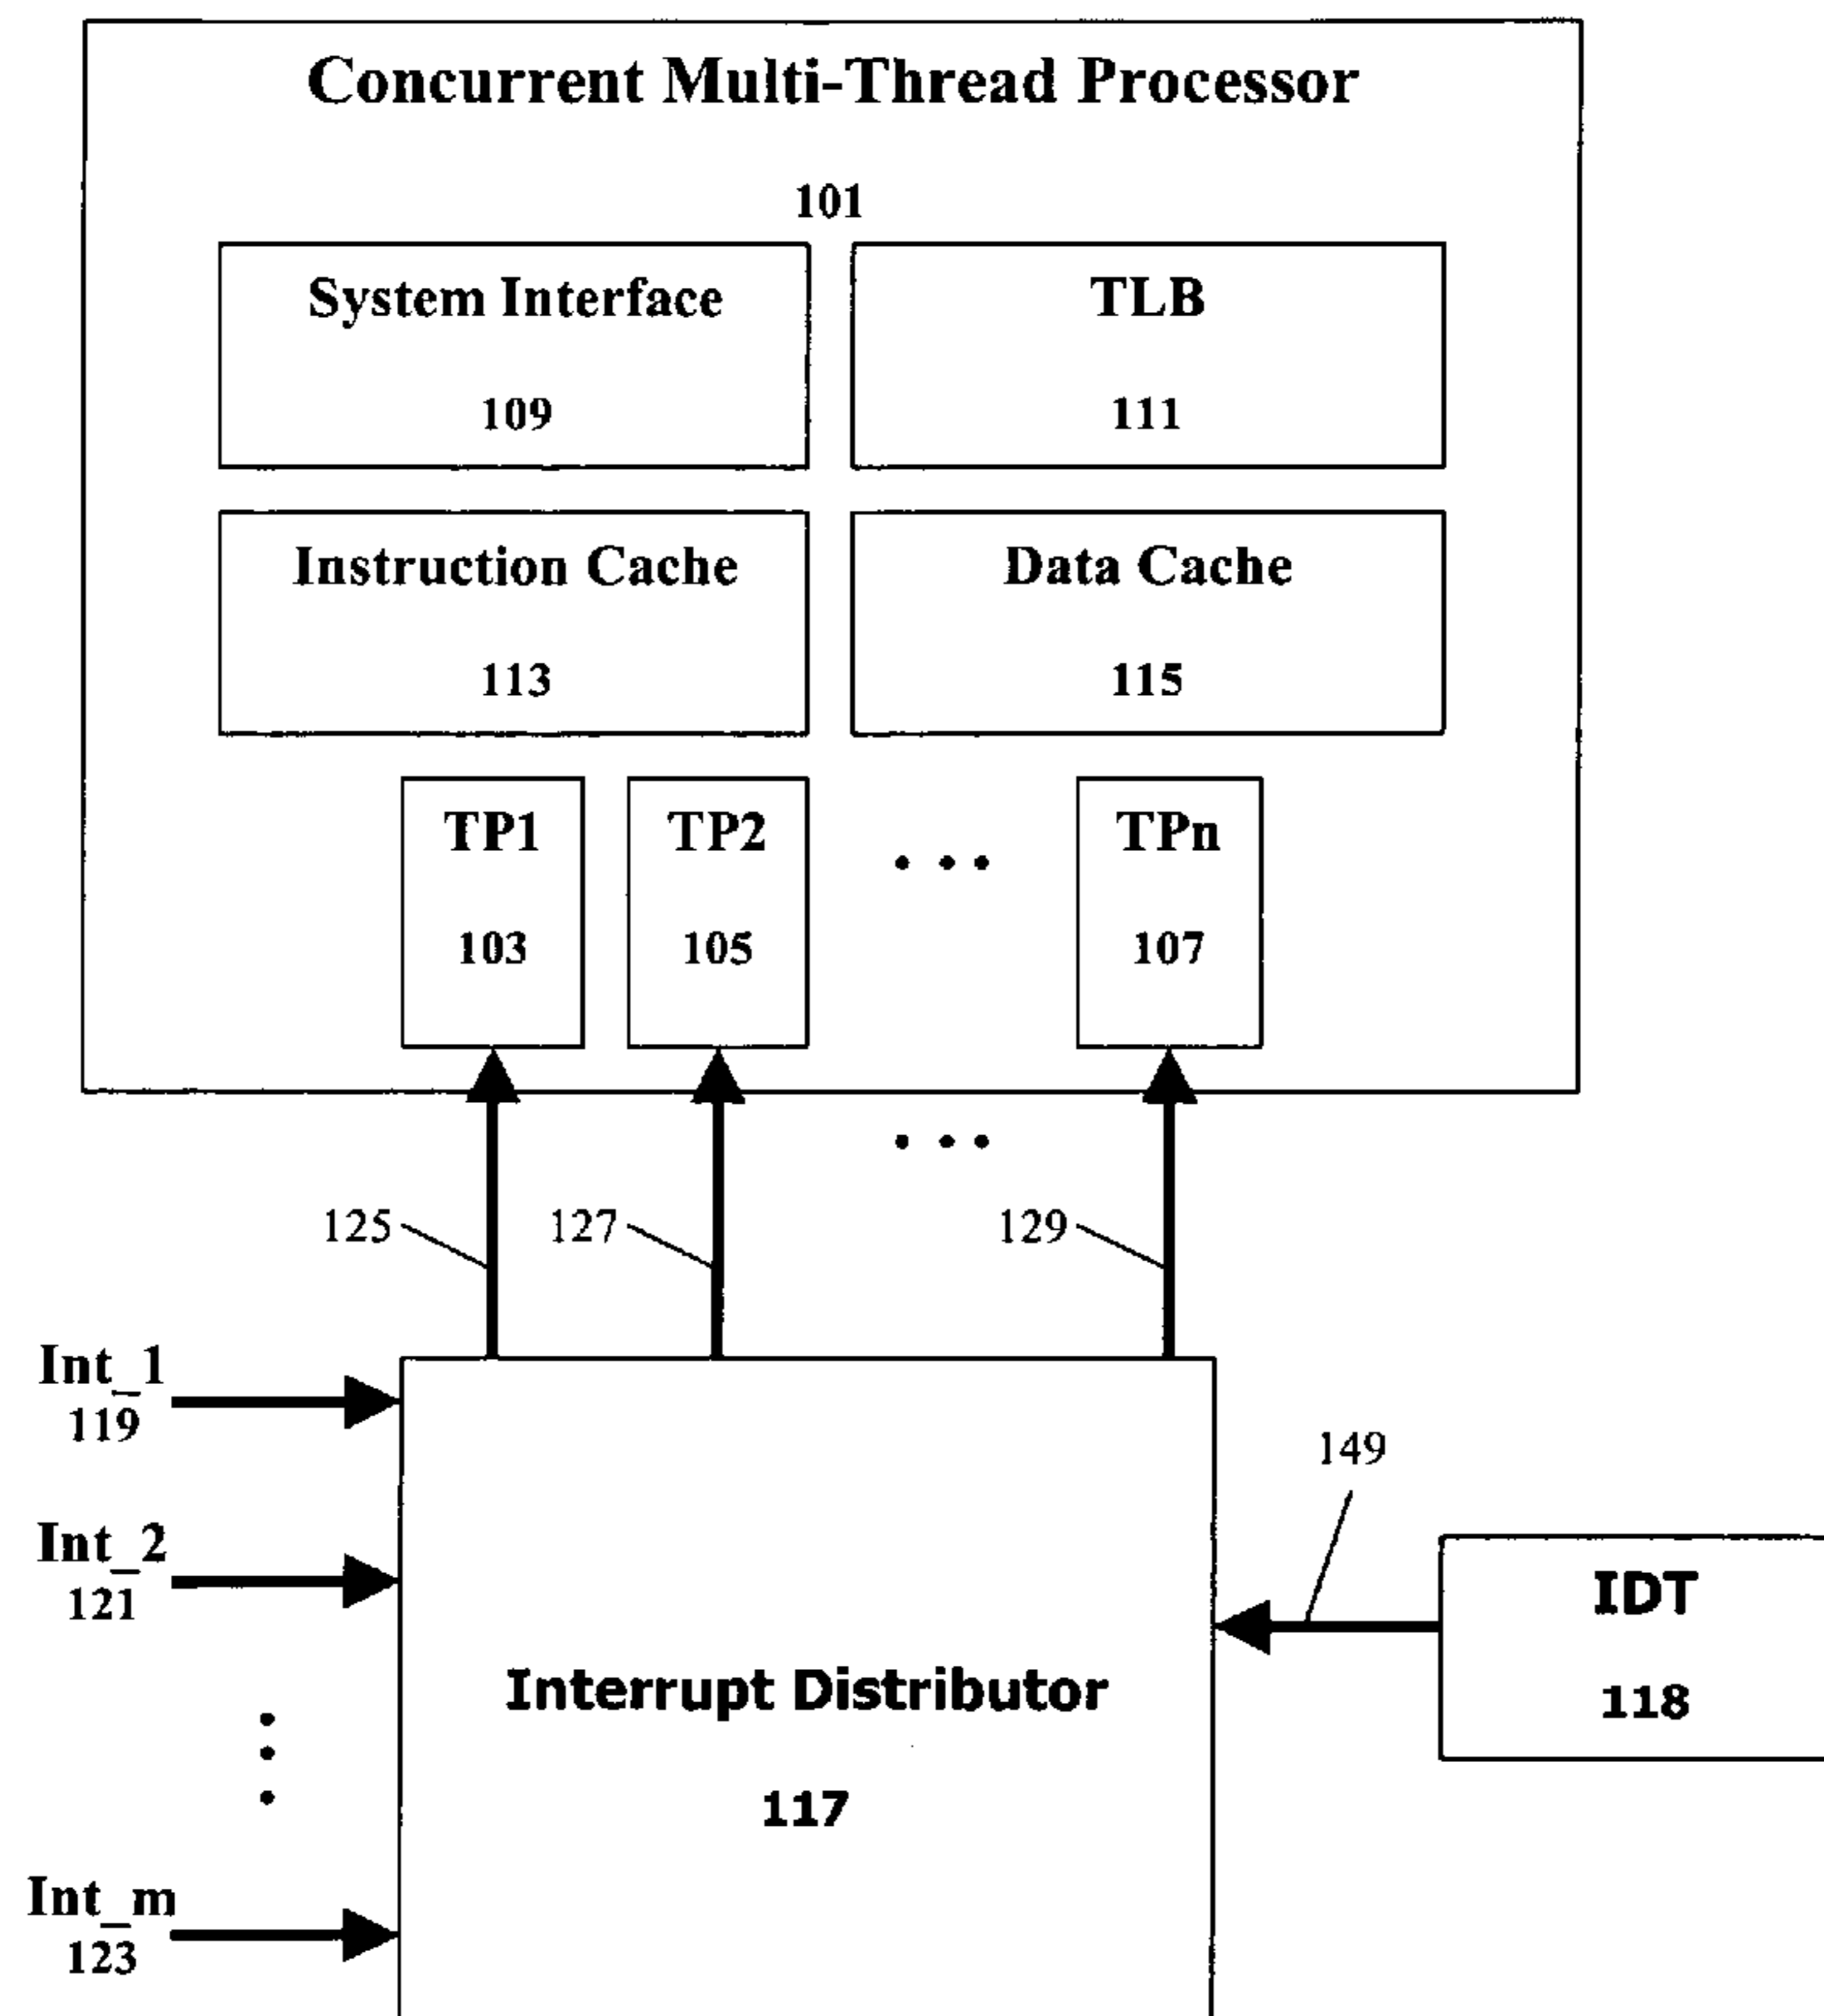 Concurrent Multi-Thread Processor
101
System Interface
109
TLB
111
Instruction Cache
113
Data Cache
115
TP1
103
TP2
105
TPn
107
125
127
129
Int_1
119
Int_2
121
Int_m
123
Interrupt Distributor
117
149
IDT
118